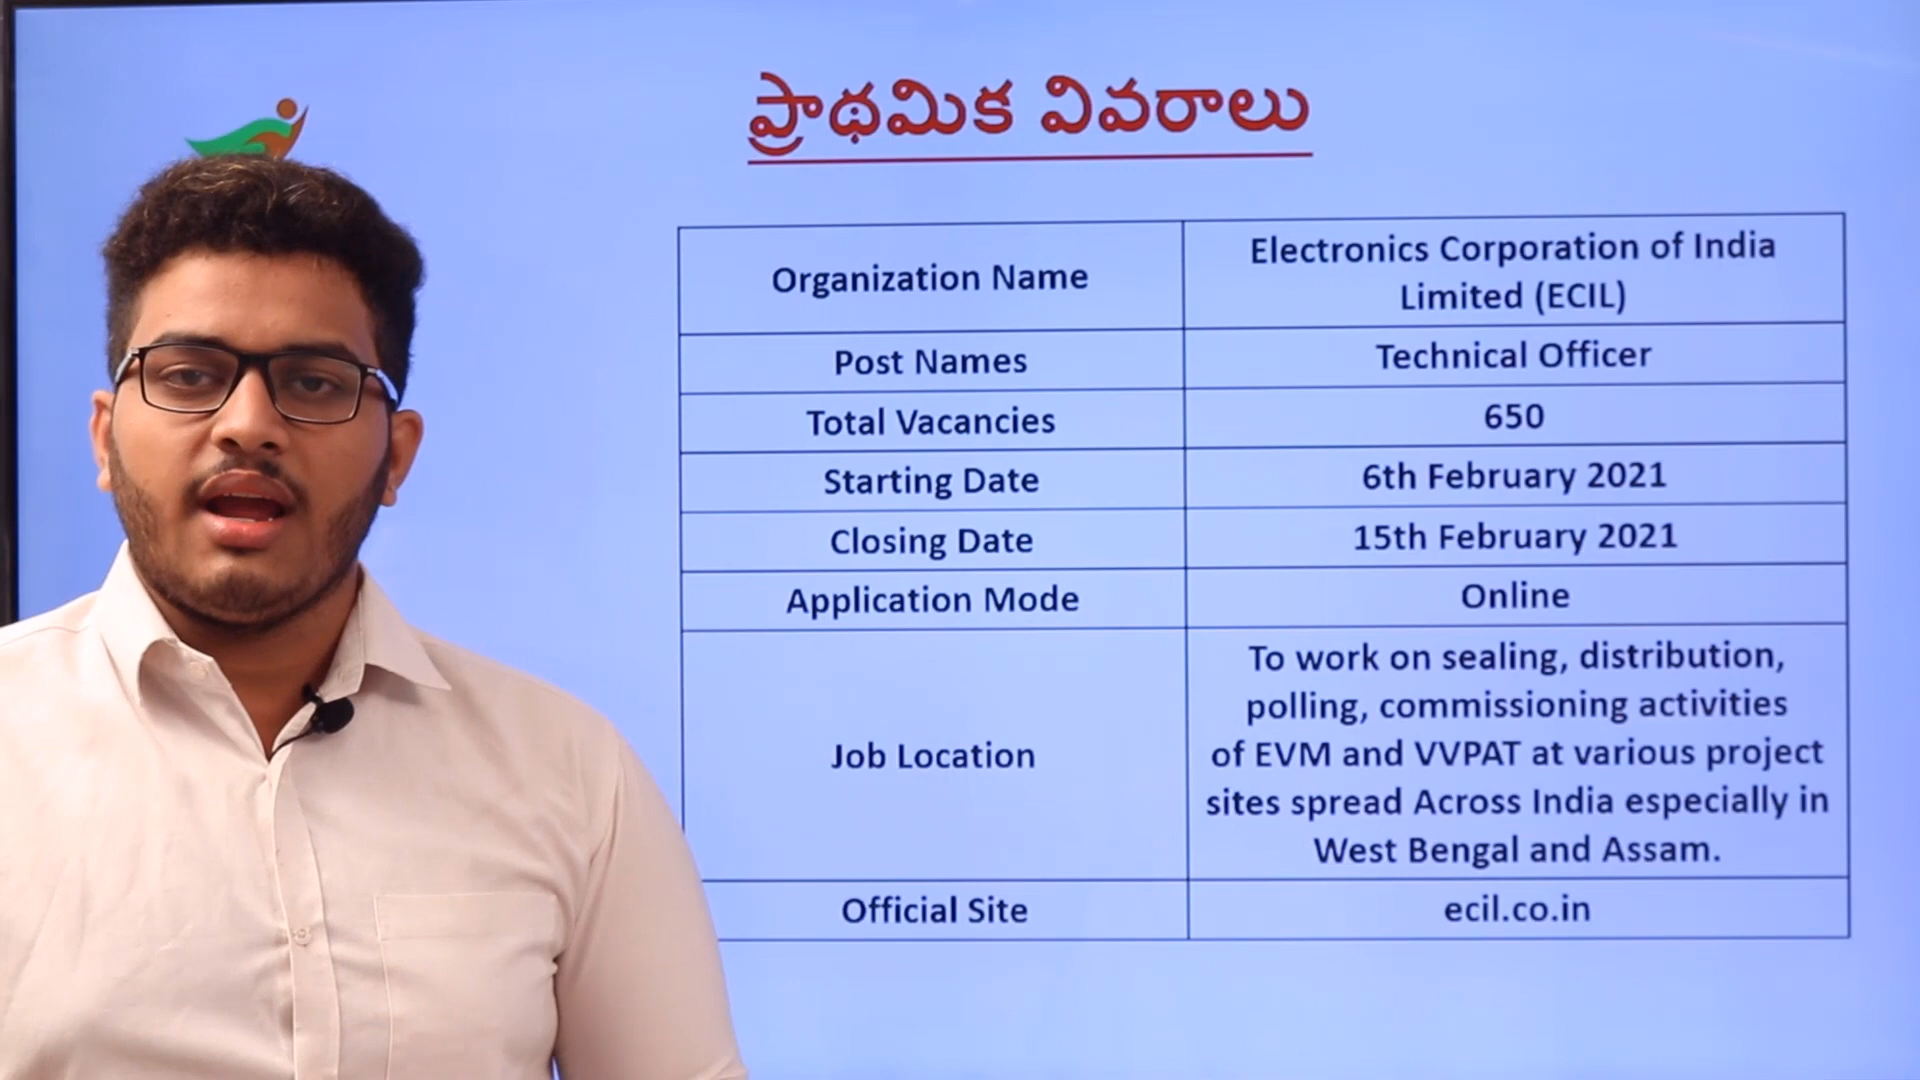 ప్రాథమిక వివరాలు
Organization Name
Electronics Corporation of India
Limited (ECIL)
Post Names
Technical Officer
Total Vacancies
650
Starting Date
6th February 2021
Closing Date
15th February 2021
Application Mode
Online
Job Location
To work on sealing, distribution,
polling, commissioning activities
of EVM and VVPAT at various project
sites spread Across India especially in
West Bengal and Assam.
Official Site
ecil.co.in